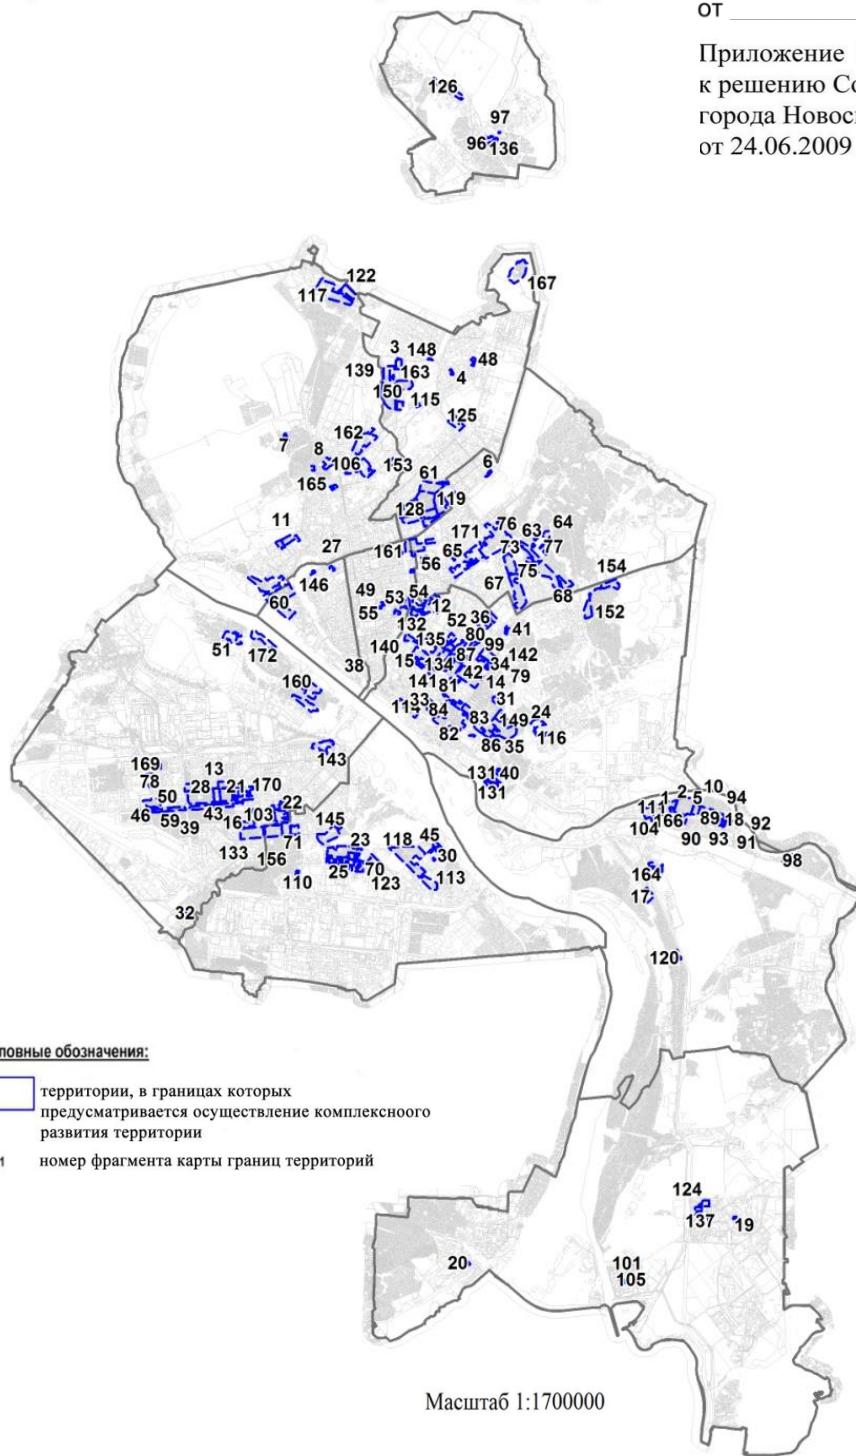 от
Приложение
к решению Со
города Новоси
от 24.06.2009
126
97
96 136
122
117
167
3 148 48
139 163 4
150 115
125
162
7 8
106 153 61 6
165 119
128
11 171 76 63 64
27 161 65 73 77
56 75
146 67 154
60 49 53 54 68
55 12 152
132 52 36
51 172 140 135 80 41
38 15 87 99 142
134 34
160 141 81 42 14 79
33 31
114 84 83 149 24
82 86 35 116
143
169 13 131 40
78 28 21 170 131
50 22 1 2 5 10 94
46 59 43 103 111 89 18
39 16 145 104 166 92
133 71 23 118 45 90 93 91
156 30 98
25 70 164
110 123 113 17
32
120
ловные обозначения:
территории, в границах которых
предусматривается осуществление комплексноого
развития территории
номер фрагмента карты границ территорий
124
137 19
20
101
105
Масштаб 1:1700000